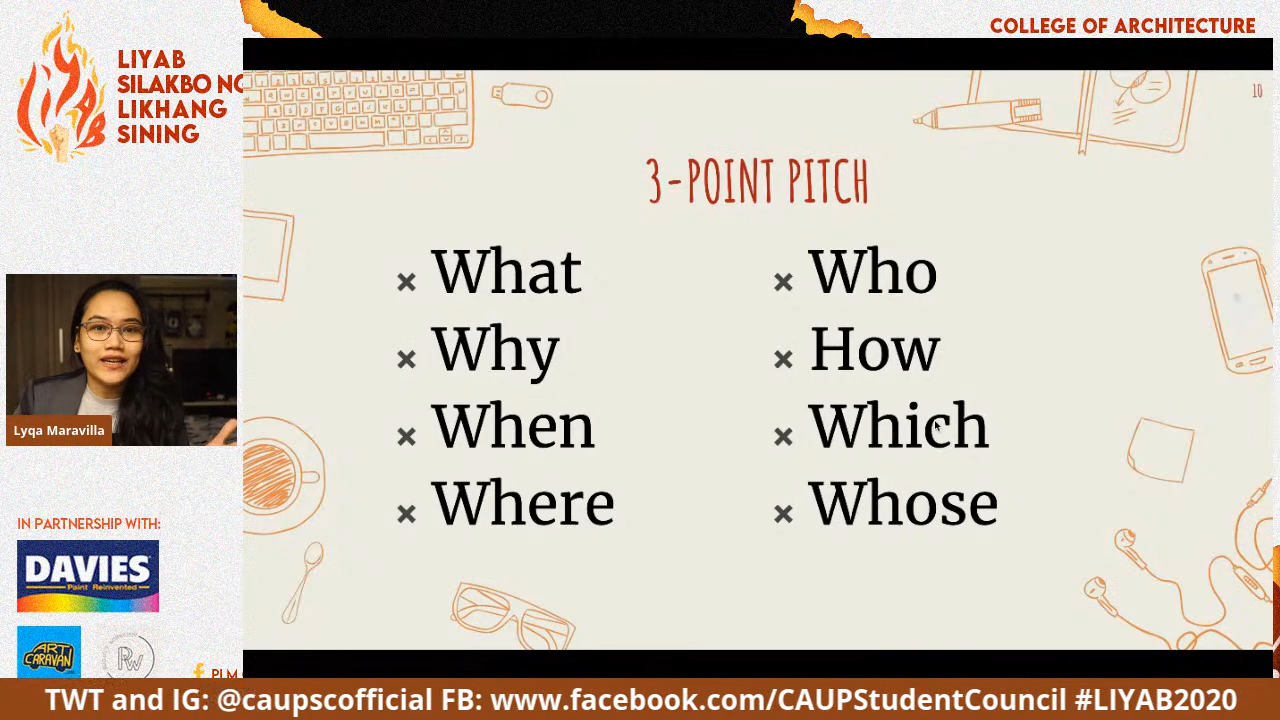 COLLEGE OF ARCHITECTURE
LIYAB
SILAKBO NG
LIKHANG
SINING
10
3-POINT PITCH
× What
× Why
× When
× Where
× Who
× How
× Which
× Whose
Lyqa Maravilla
IN PARTNERSHIP WITH:
DAVIES
Paint Reinvented
ART
CARAVAN
PW
f PLM
TWT and IG: @caupscofficial FB: www.facebook.com/CAUPStudentCouncil #LIYAB2020